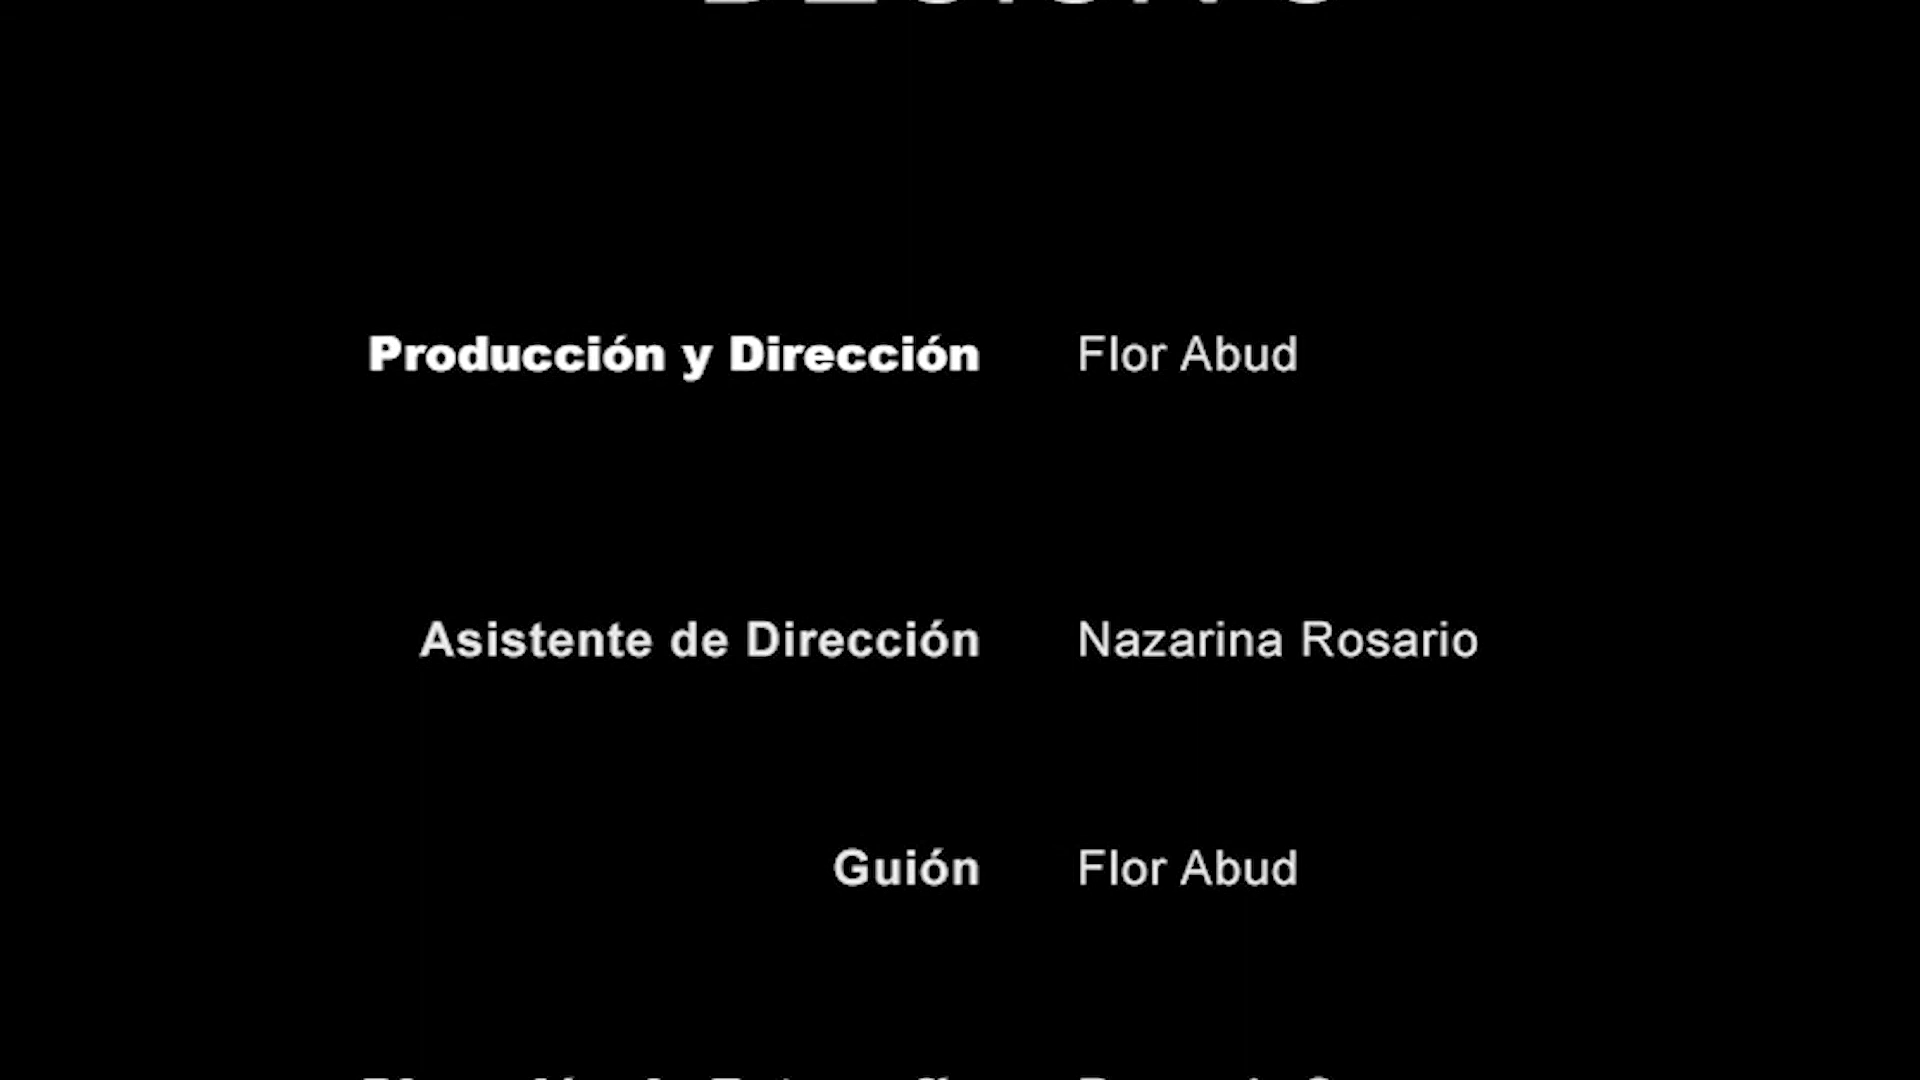 Producción y Dirección Flor Abud
Asistente de Dirección Nazarina Rosario
Guión Flor Abud